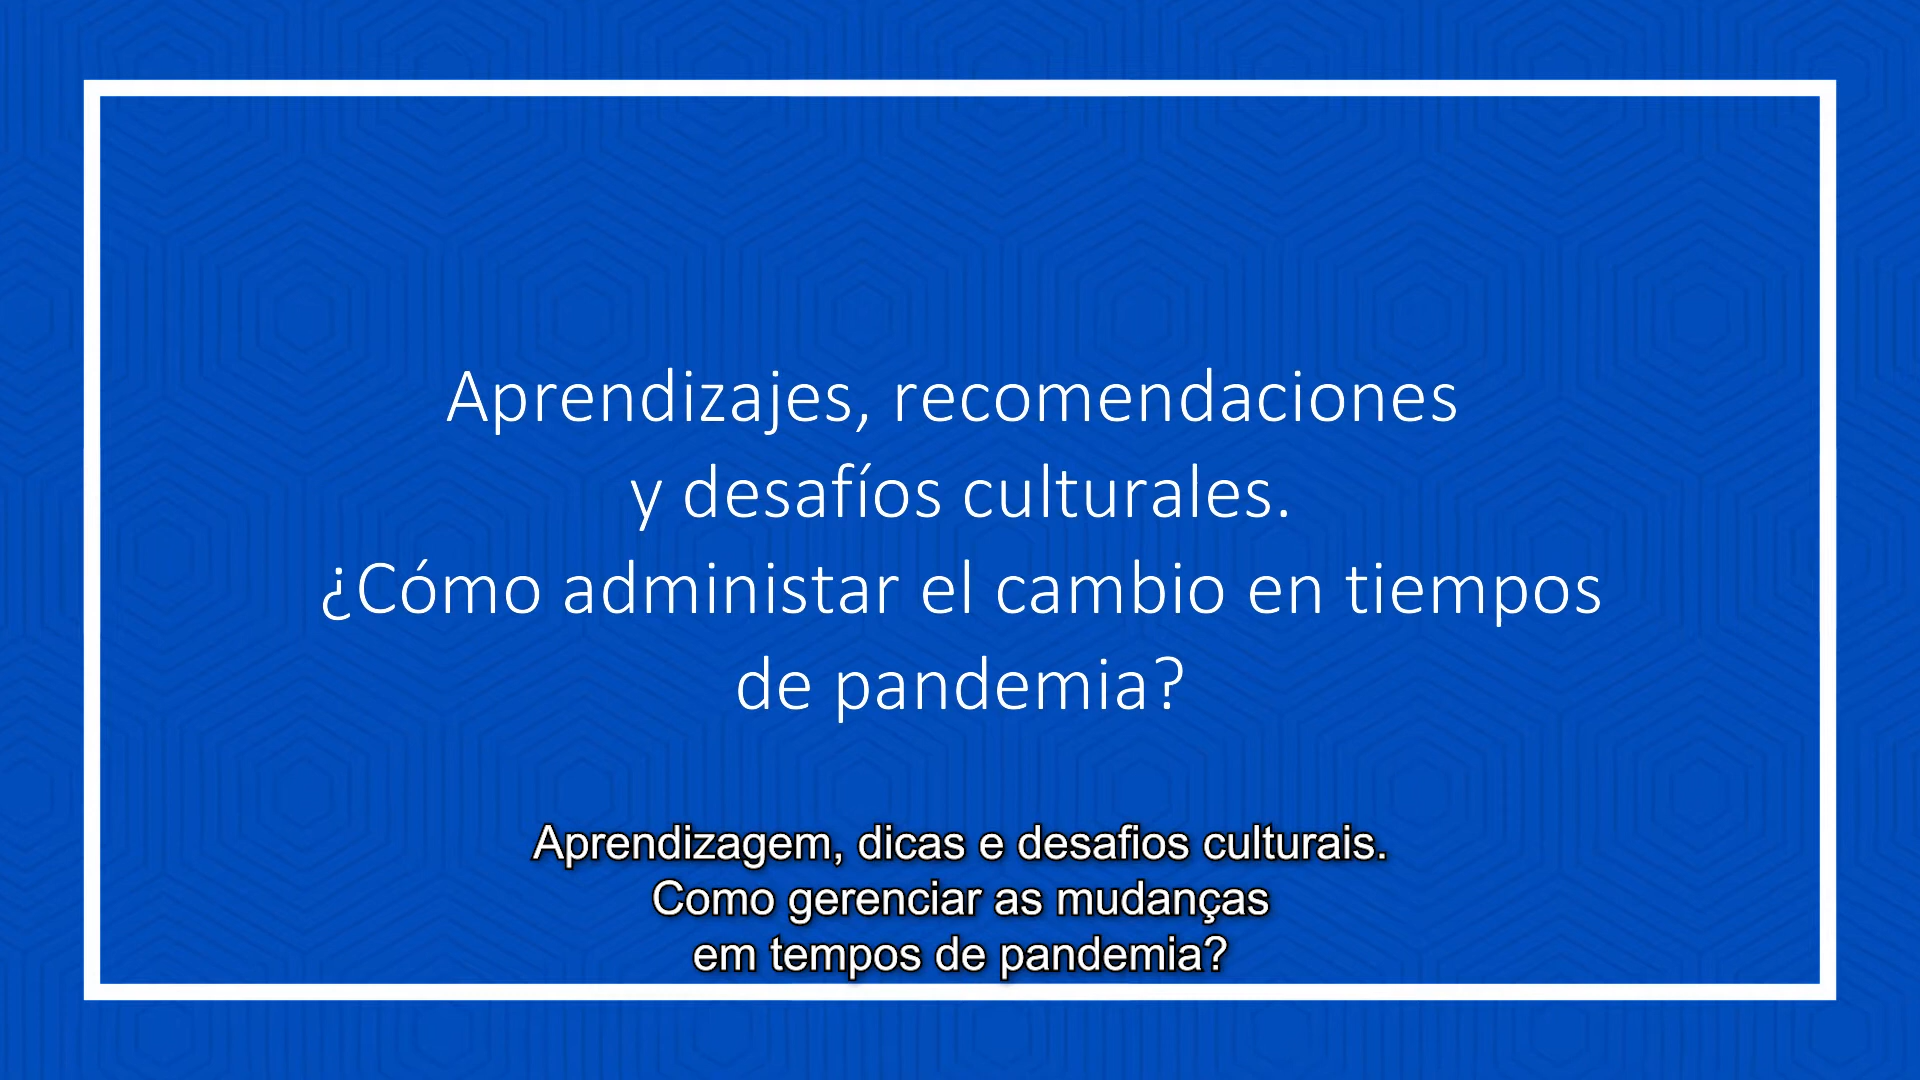 Aprendizajes, recomendaciones
y desafíos culturales.
¿Cómo administar el cambio en tiempos
de pandemia?
Aprendizagem, dicas e desafios culturais.
Como gerenciar as mudanças
em tempos de pandemia?